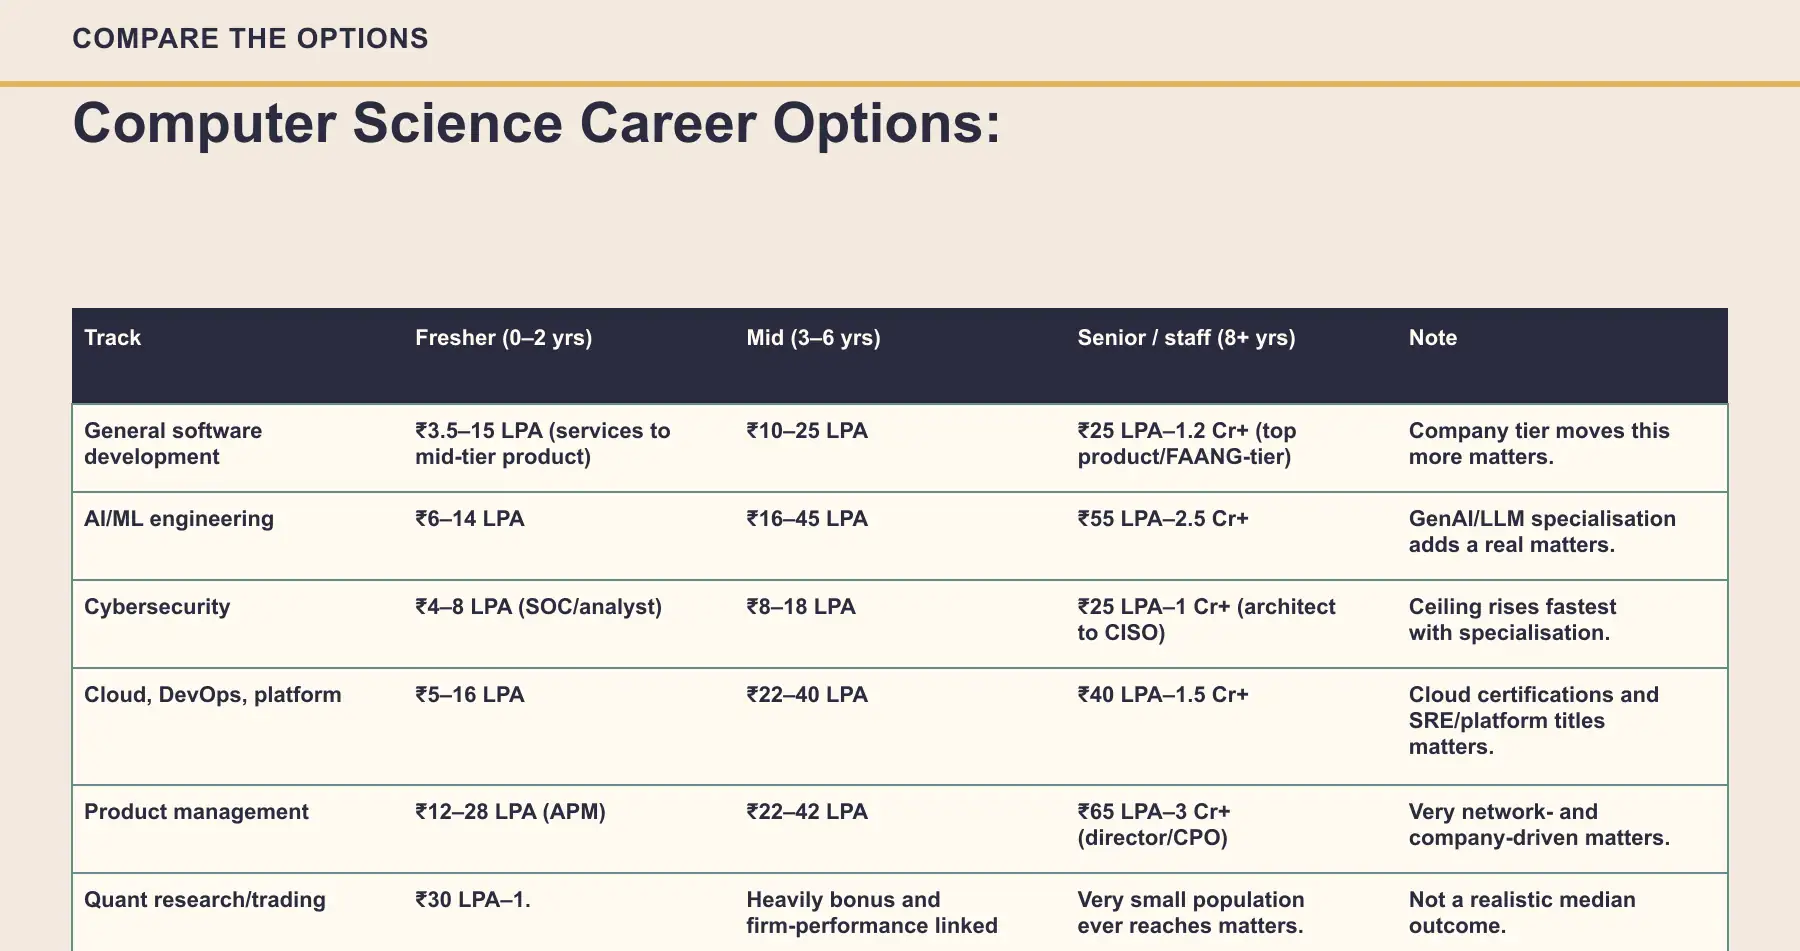 COMPARE THE OPTIONS
Computer Science Career Options:
Track
Fresher (0–2 yrs)
Mid (3–6 yrs)
Senior / staff (8+ yrs)
Note
General software
development
₹3.5–15 LPA (services to
mid-tier product)
₹10–25 LPA
₹25 LPA–1.2 Cr+ (top
product/FAANG-tier)
Company tier moves this
more matters.
AI/ML engineering
₹6–14 LPA
₹16–45 LPA
₹55 LPA–2.5 Cr+
GenAI/LLM specialisation
adds a real matters.
Cybersecurity
₹4–8 LPA (SOC/analyst)
₹8–18 LPA
₹25 LPA–1 Cr+ (architect
to CISO)
Ceiling rises fastest
with specialisation.
Cloud, DevOps, platform
₹5–16 LPA
₹22–40 LPA
₹40 LPA–1.5 Cr+
Cloud certifications and
SRE/platform titles
matters.
Product management
₹12–28 LPA (APM)
₹22–42 LPA
₹65 LPA–3 Cr+
(director/CPO)
Very network- and
company-driven matters.
Quant research/trading
₹30 LPA–1.
Heavily bonus and
firm-performance linked
Very small population
ever reaches matters.
Not a realistic median
outcome.